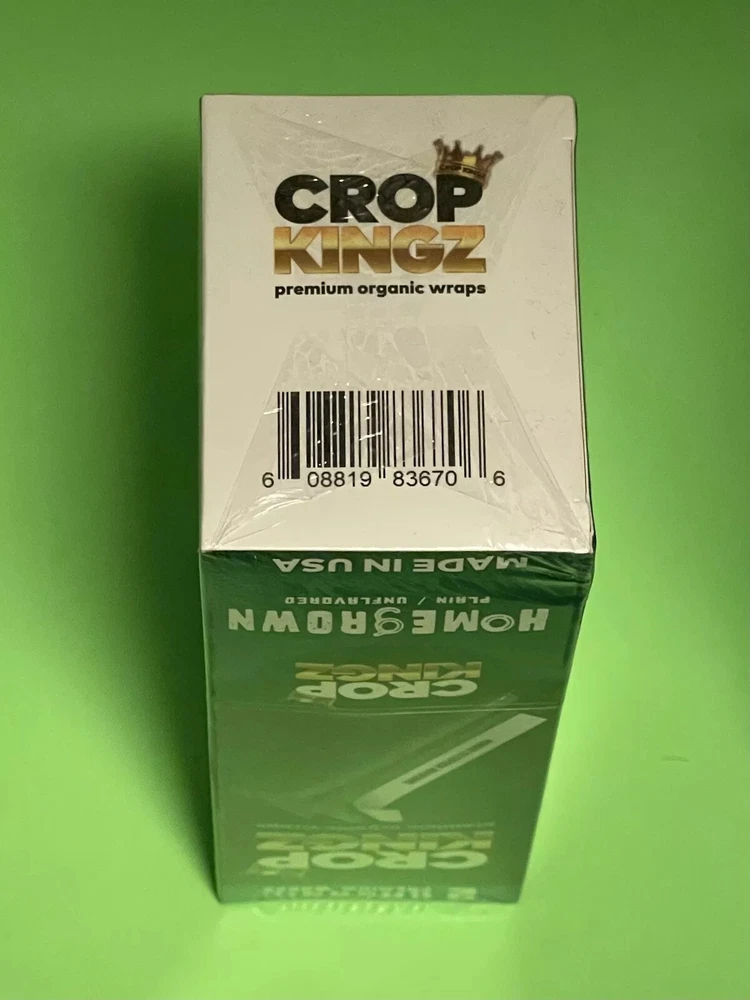 CROP
KINGZ
premium organic wraps
6 08819 83670 6
MADE IN USA
PLAIN / UNFLAVORED
HOMEGROWN
CROP
KINGZ
CROP
KINGZ